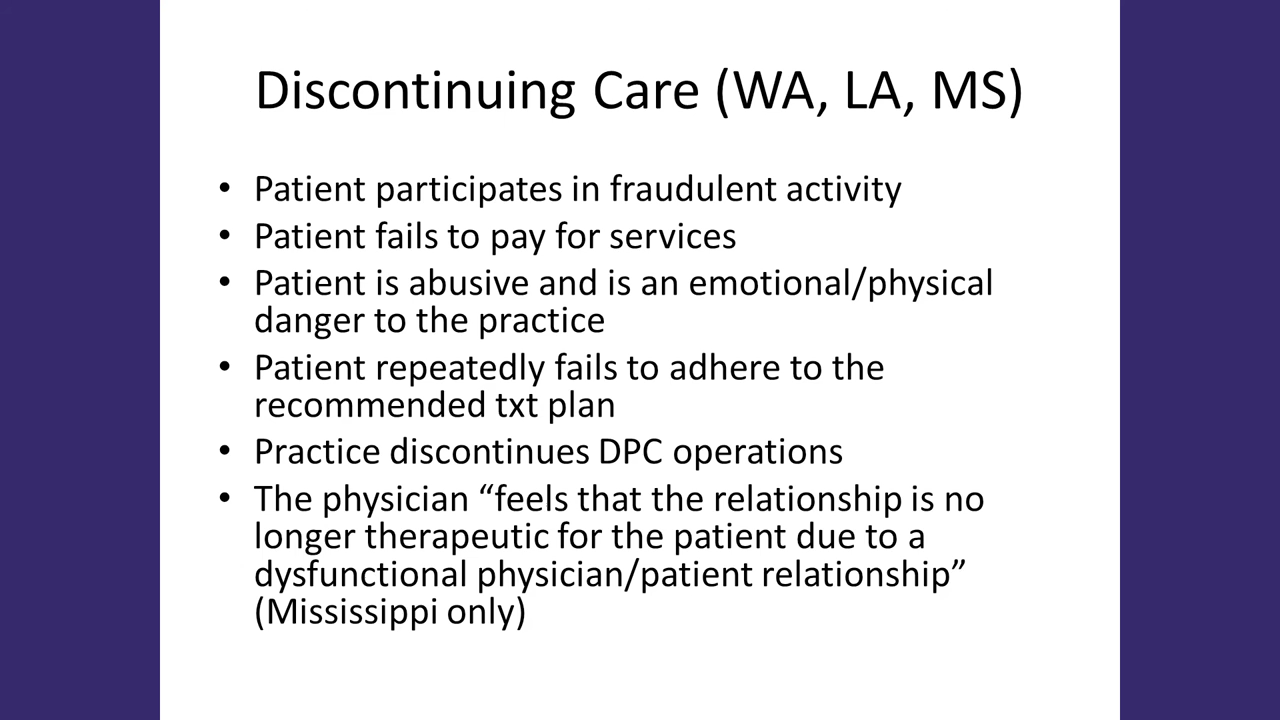 Discontinuing Care (WA, LA, MS)
• Patient participates in fraudulent activity
• Patient fails to pay for services
• Patient is abusive and is an emotional/physical
danger to the practice
• Patient repeatedly fails to adhere to the
recommended txt plan
• Practice discontinues DPC operations
• The physician “feels that the relationship is no
longer therapeutic for the patient due to a
dysfunctional physician/patient relationship”
(Mississippi only)